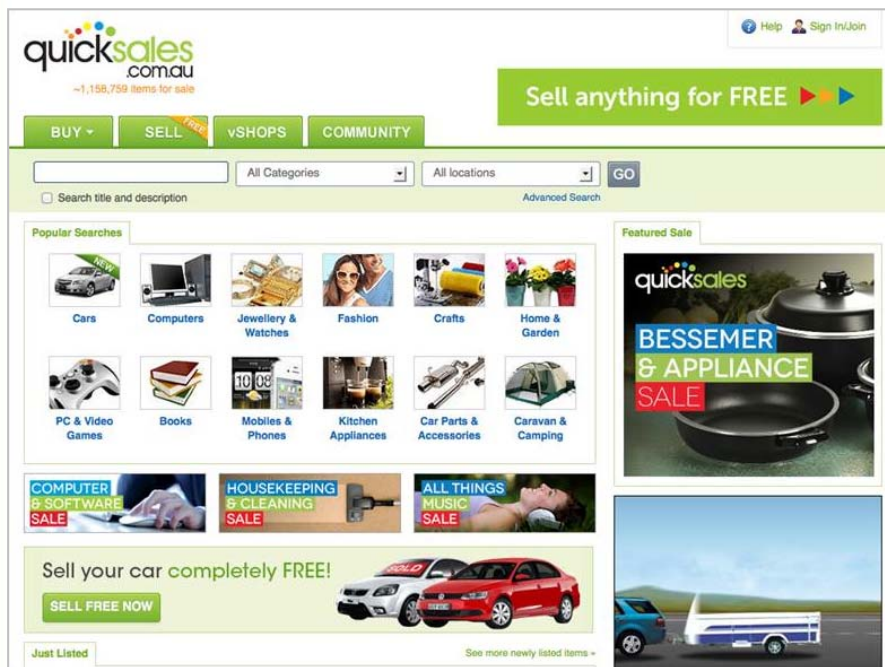 quicksales
.com.au
~1,158,759 items for sale
Help
Sign In/Join
Sell anything for FREE
BUY
SELL
FREE
vSHOPS
COMMUNITY
All Categories
All locations
GO
Search title and description
Advanced Search
Popular Searches
NEW
Cars
Computers
Jewellery &
Watches
Fashion
Crafts
Home &
Garden
10 08
PC & Video
Games
Books
Mobiles &
Phones
Kitchen
Appliances
Car Parts &
Accessories
Caravan &
Camping
COMPUTER
& SOFTWARE
SALE
HOUSEKEEPING
& CLEANING
SALE
ALL THINGS
MUSIC
SALE
Sell your car completely FREE!
SELL FREE NOW
SOLD
Just Listed
See more newly listed items »
Featured Sale
quicksales
BESSEMER
& APPLIANCE
SALE